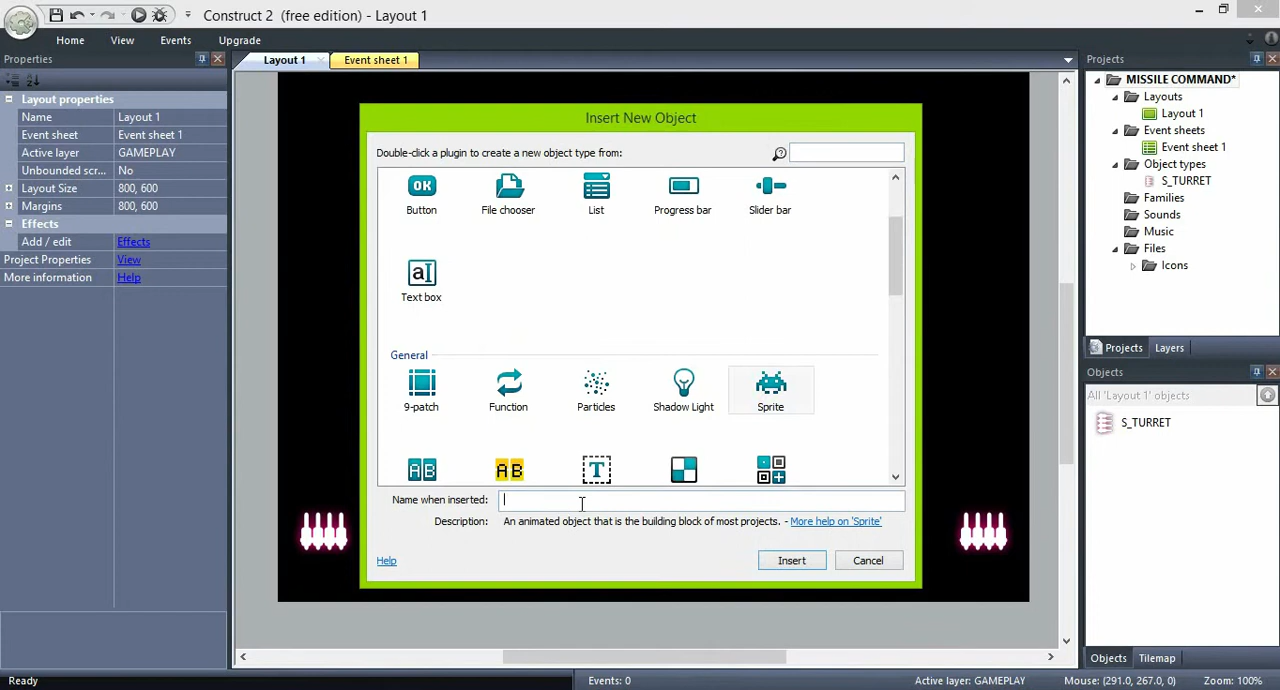 Construct 2 (free edition) - Layout 1
Home View Events Upgrade
Properties
Layout properties
Name Layout 1
Event sheet Event sheet 1
Active layer GAMEPLAY
Unbounded scr... No
Layout Size 800, 600
Margins 800, 600
Effects
Add / edit Effects
Project Properties View
More information Help
Layout 1 Event sheet 1
Insert New Object
Double-click a plugin to create a new object type from:
OK
Button File chooser List Progress bar Slider bar
aI
Text box
General
9-patch Function Particles Shadow Light Sprite
AB AB T
Name when inserted:
Description: An animated object that is the building block of most projects. - More help on 'Sprite'
Help Insert Cancel
Projects
MISSILE COMMAND*
Layouts
Layout 1
Event sheets
Event sheet 1
Object types
S_TURRET
Families
Sounds
Music
Files
Icons
Projects Layers
Objects
All 'Layout 1' objects
S_TURRET
Objects Tilemap
Ready Events: 0 Active layer: GAMEPLAY Mouse: (291.0, 267.0, 0) Zoom: 100%